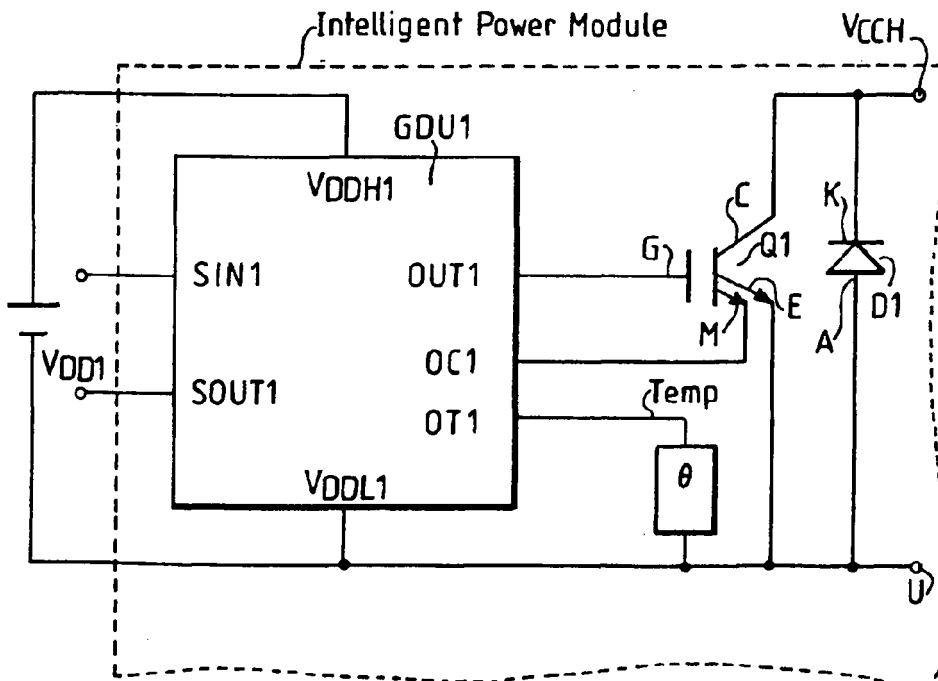 Intelligent Power Module
VCCH
GDU1
VDDH1
C
K
Q1
SIN1
OUT1
G
E
D1
M
A
VDD1
OC1
SOUT1
Temp
OT1
θ
VDDL1
U